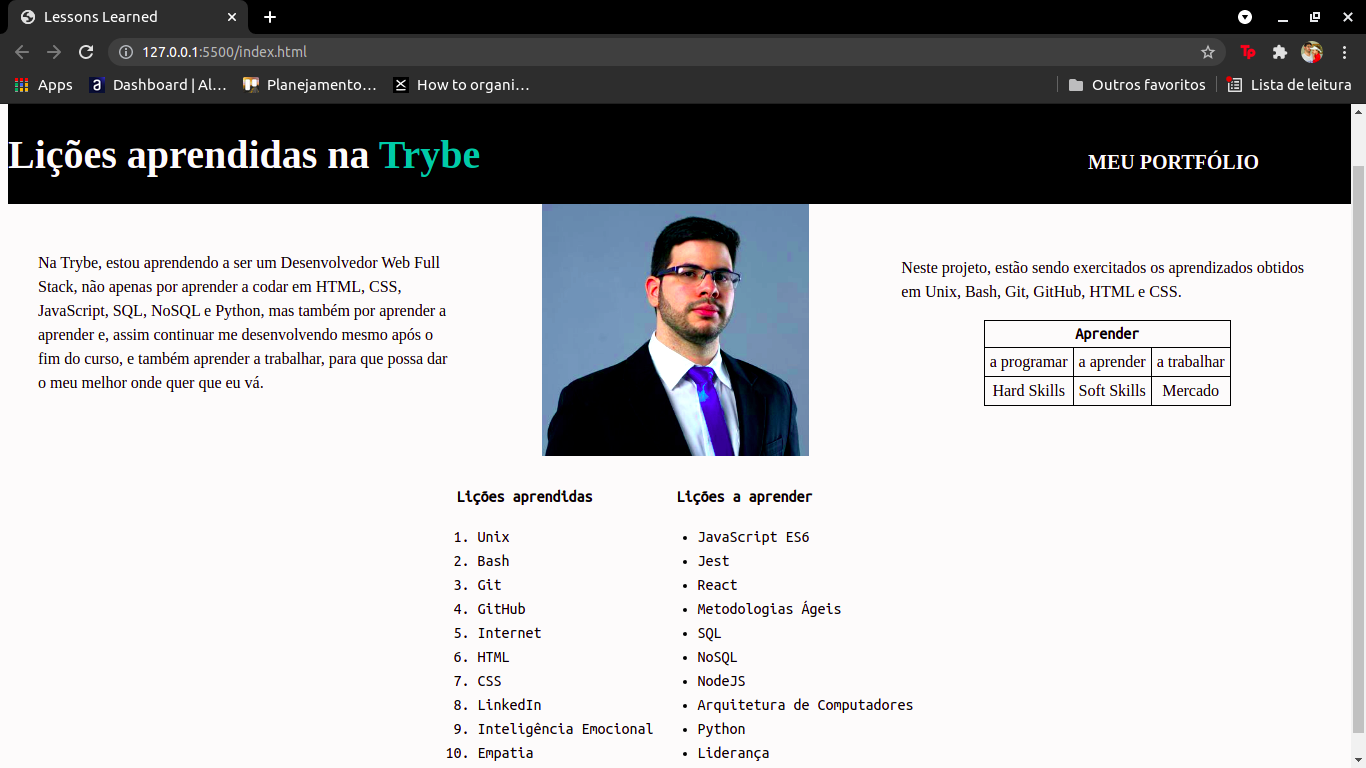 Lessons Learned
127.0.0.1:5500/index.html
Tp
Apps
Dashboard | Al…
Planejamento…
How to organi…
Outros favoritos
Lista de leitura
Lições aprendidas na Trybe
MEU PORTFÓLIO
Na Trybe, estou aprendendo a ser um Desenvolvedor Web Full
Stack, não apenas por aprender a codar em HTML, CSS,
JavaScript, SQL, NoSQL e Python, mas também por aprender a
aprender e, assim continuar me desenvolvendo mesmo após o
fim do curso, e também aprender a trabalhar, para que possa dar
o meu melhor onde quer que eu vá.
Neste projeto, estão sendo exercitados os aprendizados obtidos
em Unix, Bash, Git, GitHub, HTML e CSS.
Aprender
a programar a aprender a trabalhar
Hard Skills Soft Skills Mercado
Lições aprendidas
1. Unix
2. Bash
3. Git
4. GitHub
5. Internet
6. HTML
7. CSS
8. LinkedIn
9. Inteligência Emocional
10. Empatia
Lições a aprender
• JavaScript ES6
• Jest
• React
• Metodologias Ágeis
• SQL
• NoSQL
• NodeJS
• Arquitetura de Computadores
• Python
• Liderança